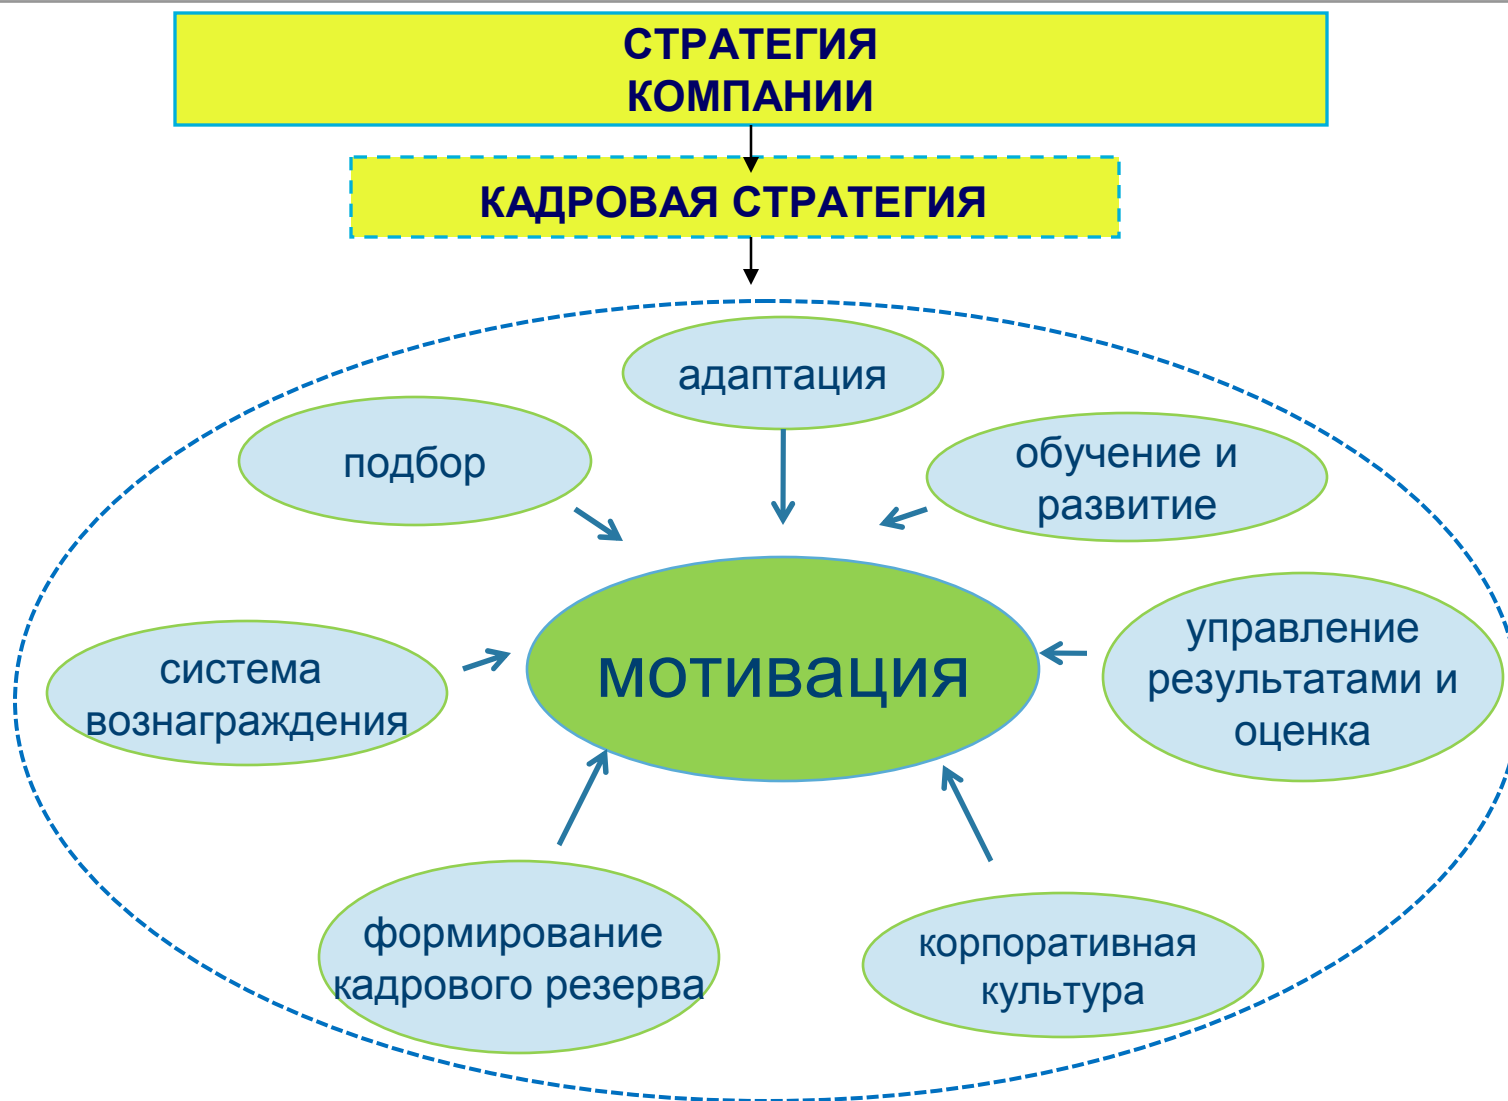 СТРАТЕГИЯ
КОМПАНИИ
КАДРОВАЯ СТРАТЕГИЯ
адаптация
подбор
обучение и
развитие
система
вознаграждения
мотивация
управление
результатами и
оценка
формирование
кадрового резерва
корпоративная
культура